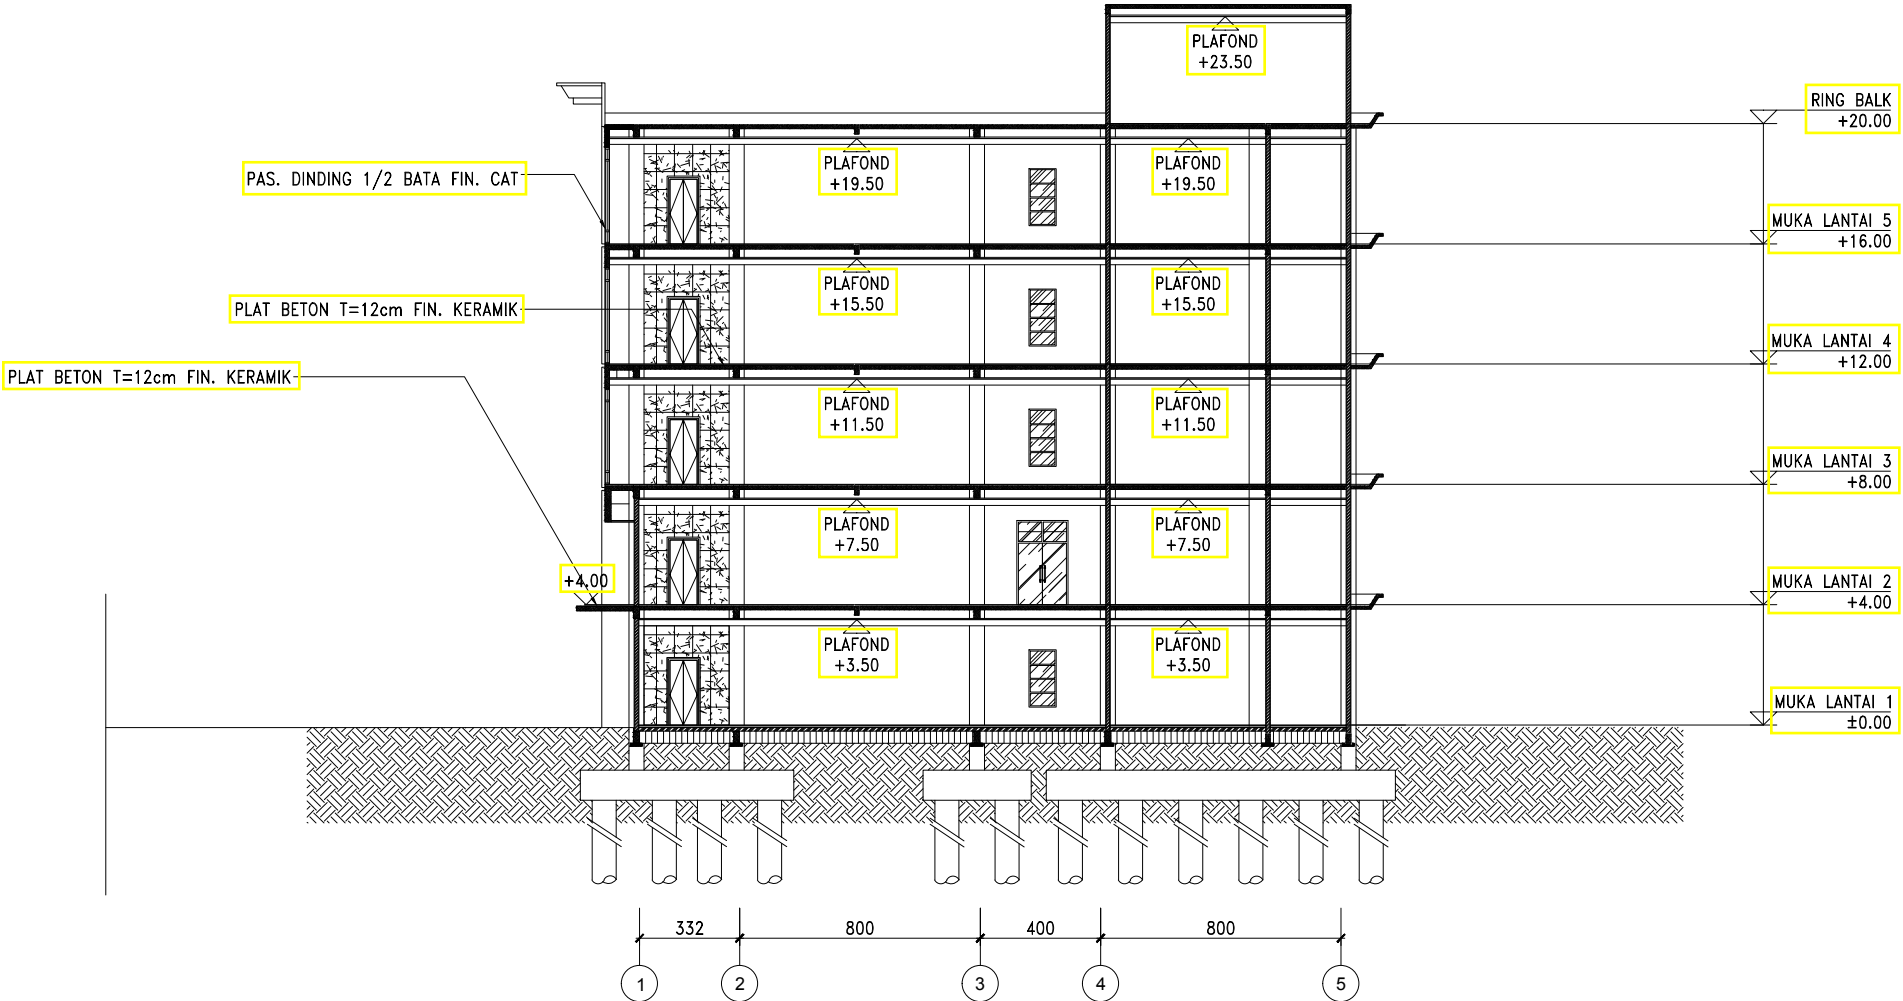 PLAFOND
+23.50
RING BALK
+20.00
PAS. DINDING 1/2 BATA FIN. CAT
PLAFOND
+19.50
PLAFOND
+19.50
MUKA LANTAI 5
+16.00
PLAT BETON T=12cm FIN. KERAMIK
PLAFOND
+15.50
PLAFOND
+15.50
MUKA LANTAI 4
+12.00
PLAT BETON T=12cm FIN. KERAMIK
PLAFOND
+11.50
PLAFOND
+11.50
MUKA LANTAI 3
+8.00
PLAFOND
+7.50
PLAFOND
+7.50
+4.00
MUKA LANTAI 2
+4.00
PLAFOND
+3.50
PLAFOND
+3.50
MUKA LANTAI 1
±0.00
332
800
400
800
1
2
3
4
5